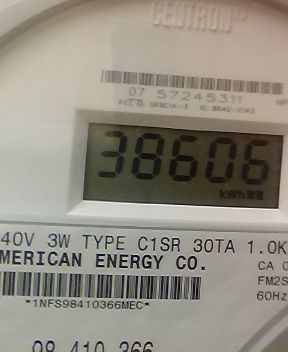 CENTRON®
07 57245311
38606
kWh
40V 3W TYPE C1SR 30TA 1.0K
MERICAN ENERGY CO.
CA 0
FM2S
60Hz
*1NFS98410366MEC*
98 410 366